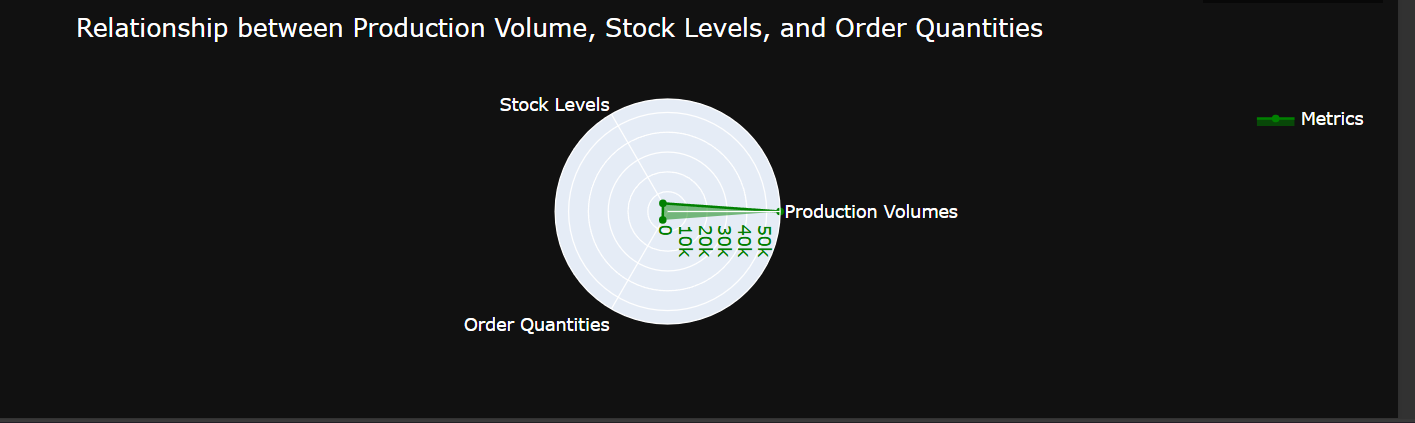 Relationship between Production Volume, Stock Levels, and Order Quantities
Stock Levels
Metrics
Production Volumes
0
10k
20k
30k
40k
50k
Order Quantities